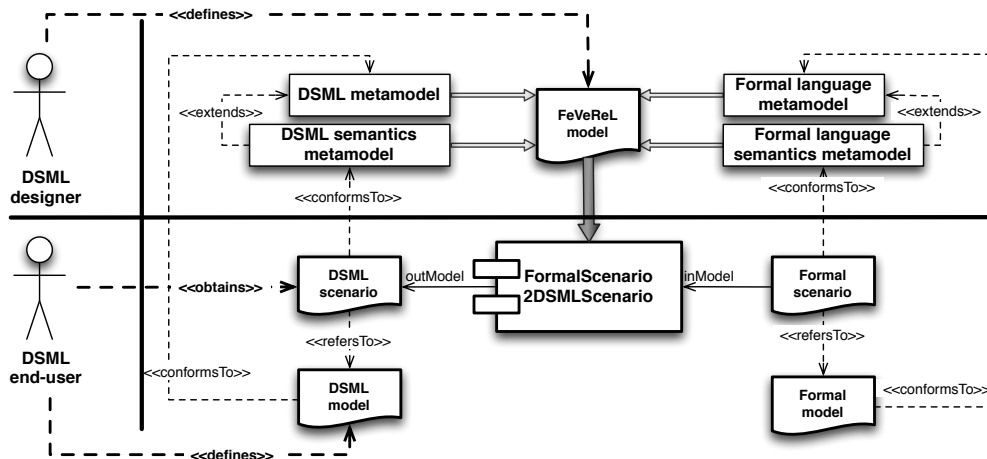 <<defines>>
DSML metamodel
FeVeReL
model
Formal language
metamodel
<<extends>>
<<extends>>
DSML semantics
metamodel
Formal language
semantics metamodel
DSML
designer
<<conformsTo>>
<<conformsTo>>
DSML
scenario
outModel
FormalScenario
2DSMLScenario
inModel
Formal
scenario
<<obtains>>
<<refersTo>>
<<refersTo>>
DSML
end-user
<<conformsTo>>
DSML
model
Formal
model
<<conformsTo>>
<<defines>>